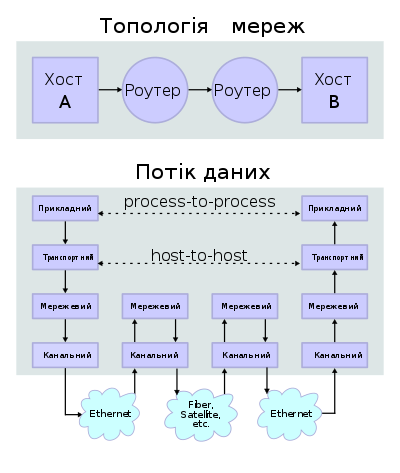 Топологія мереж
Хост
A
Роутер
Роутер
Хост
B
Потік даних
Прикладний
process-to-process
Прикладний
Транспортний
host-to-host
Транспортний
Мережевий
Мережевий
Мережевий
Мережевий
Канальний
Канальний
Канальний
Канальний
Ethernet
Fiber,
Satellite,
etc.
Ethernet